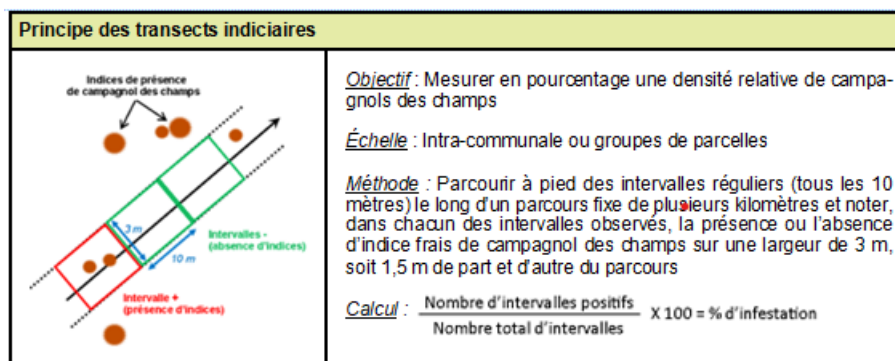 Principe des transects indiciaires
Indices de présence
de campagnol des champs
3 m
10 m
Intervalles -
(absence d'indices)
Intervalle +
(présence d'indices)
Objectif : Mesurer en pourcentage une densité relative de campa-
gnols des champs
Échelle : Intra-communale ou groupes de parcelles
Méthode : Parcourir à pied des intervalles réguliers (tous les 10
mètres) le long d'un parcours fixe de plusieurs kilomètres et noter,
dans chacun des intervalles observés, la présence ou l'absence
d'indice frais de campagnol des champs sur une largeur de 3 m,
soit 1,5 m de part et d'autre du parcours
Calcul : Nombre d'intervalles positifs
Nombre total d'intervalles
X 100 = % d'infestation